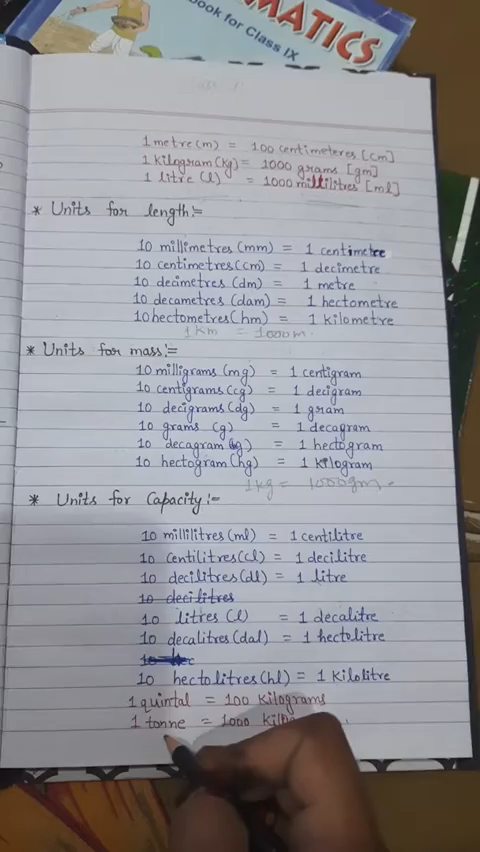 MATICS
book for Class IX
1 metre (m) = 100 centimeteres [cm]
1 kilogram (kg) = 1000 grams [gm]
1 litre (l) = 1000 millilitres [ml]
* Units for length:-
10 millimetres (mm) = 1 centimetre
10 centimetres (cm) = 1 decimetre
10 decimetres (dm) = 1 metre
10 decametres (dam) = 1 hectometre
10 hectometres (hm) = 1 kilometre
1 Km = 1000 m.
* Units for mass:-
10 milligrams (mg) = 1 centigram
10 centigrams (cg) = 1 decigram
10 decigrams (dg) = 1 gram
10 grams (g) = 1 decagram
10 decagram = 1 hectogram
10 hectogram (hg) = 1 kilogram
1 kg = 1000 gm
* Units for Capacity:-
10 millilitres (ml) = 1 centilitre
10 centilitres (cl) = 1 decilitre
10 decilitres (dl) = 1 litre
10 decilitres
10 litres (l) = 1 decalitre
10 decalitres (dal) = 1 hectolitre
10
10 hectolitres (hl) = 1 Kilolitre
1 quintal = 100 Kilograms
1 tonne = 1000